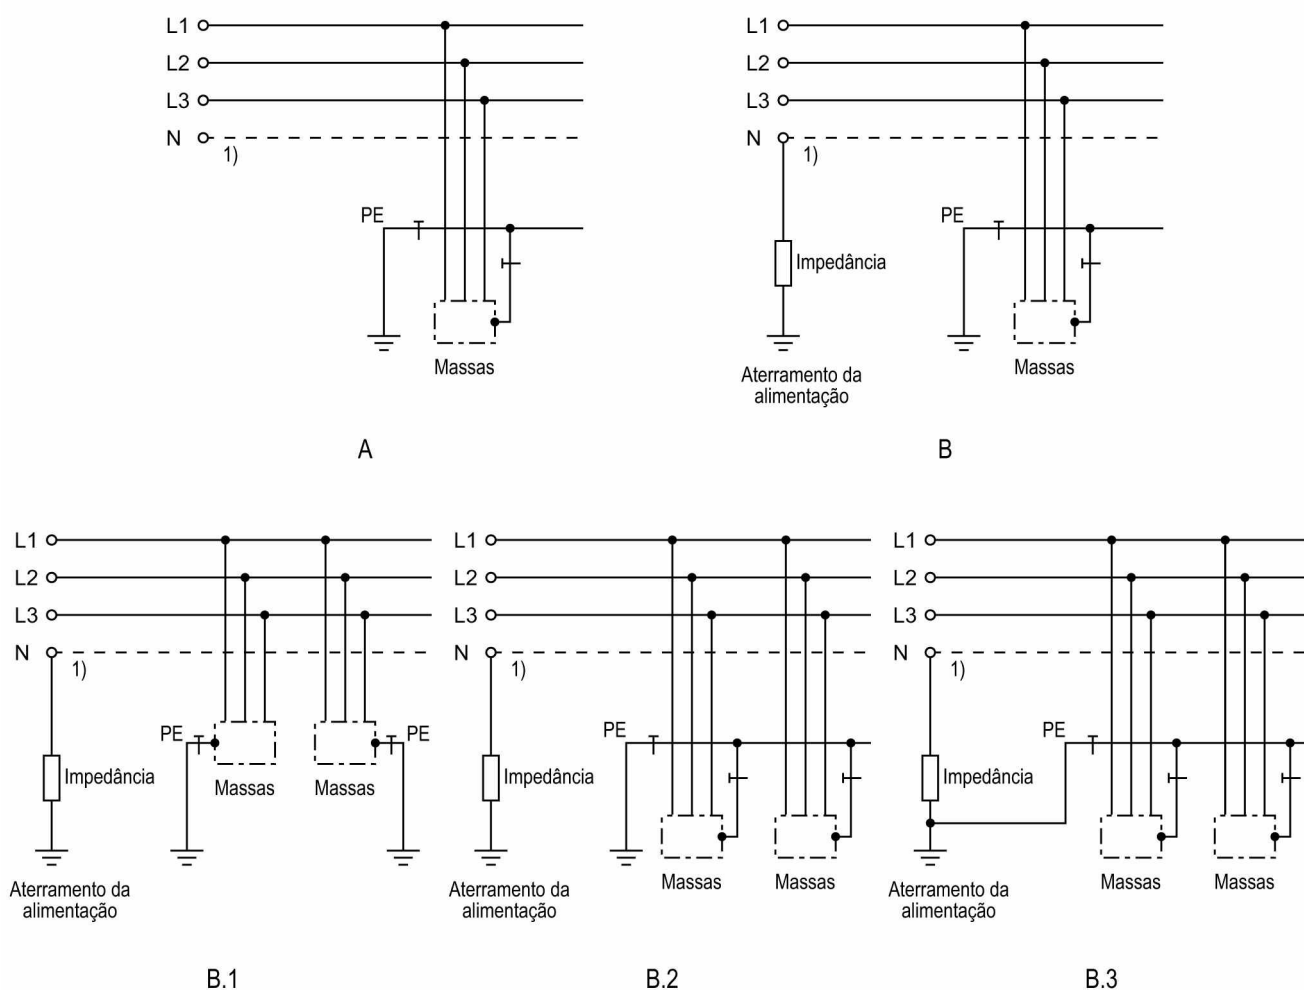 L1
L2
L3
N
1)
PE
Massas
A
L1
L2
L3
N
1)
PE
Impedância
Massas
Aterramento da
alimentação
B
L1
L2
L3
N
1)
PE
PE
Impedância
Massas
Massas
Aterramento da
alimentação
B.1
L1
L2
L3
N
1)
PE
Impedância
Massas
Massas
Aterramento da
alimentação
B.2
L1
L2
L3
N
1)
PE
Impedância
Massas
Massas
Aterramento da
alimentação
B.3